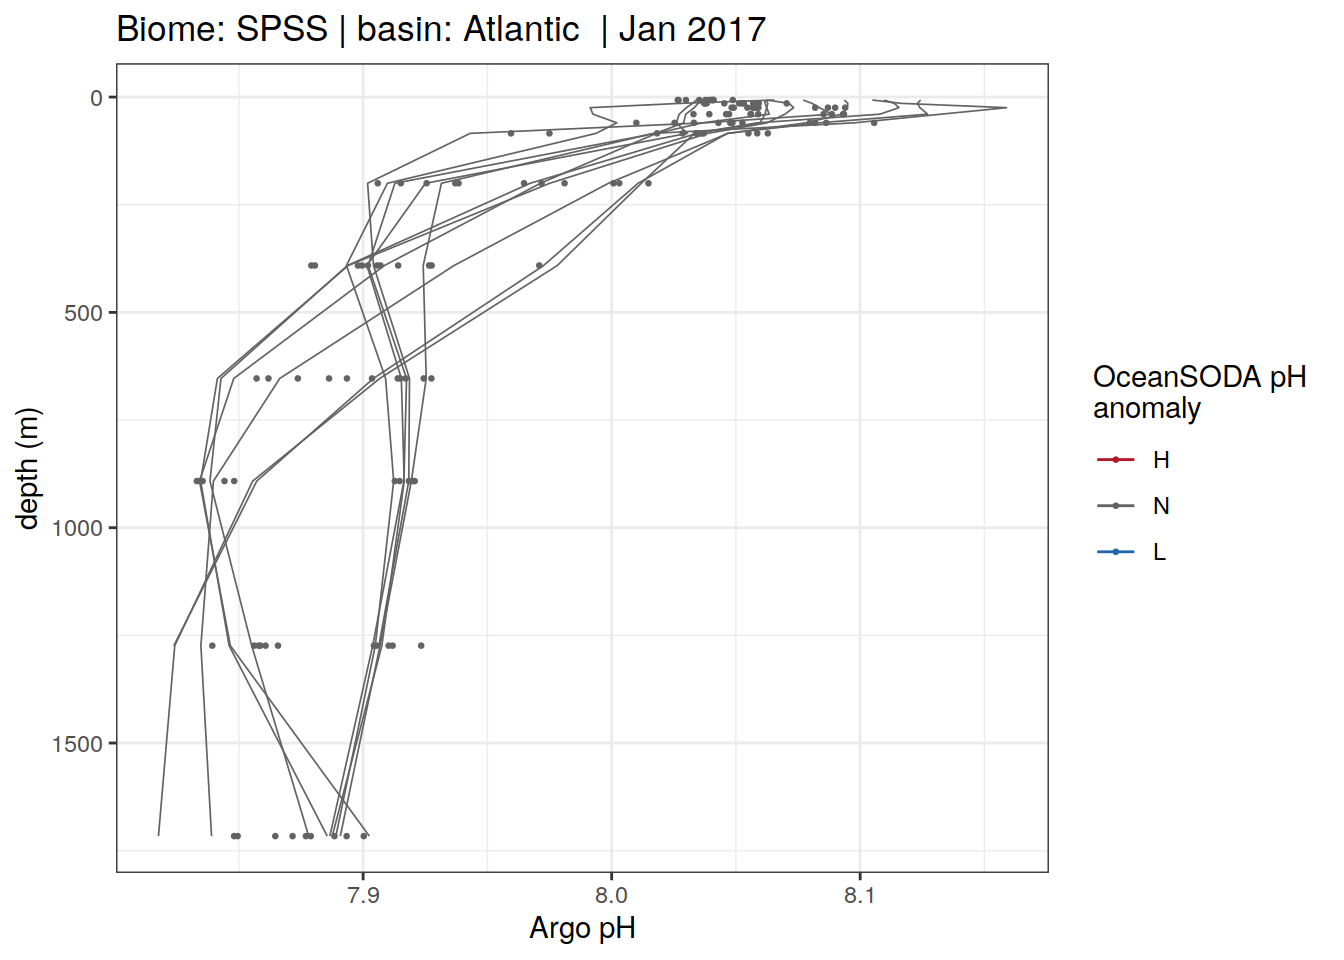 Biome: SPSS | basin: Atlantic  | Jan 2017
0
500
1000
1500
depth (m)
7.9
8.0
8.1
Argo pH
OceanSODA pH
anomaly
H
N
L